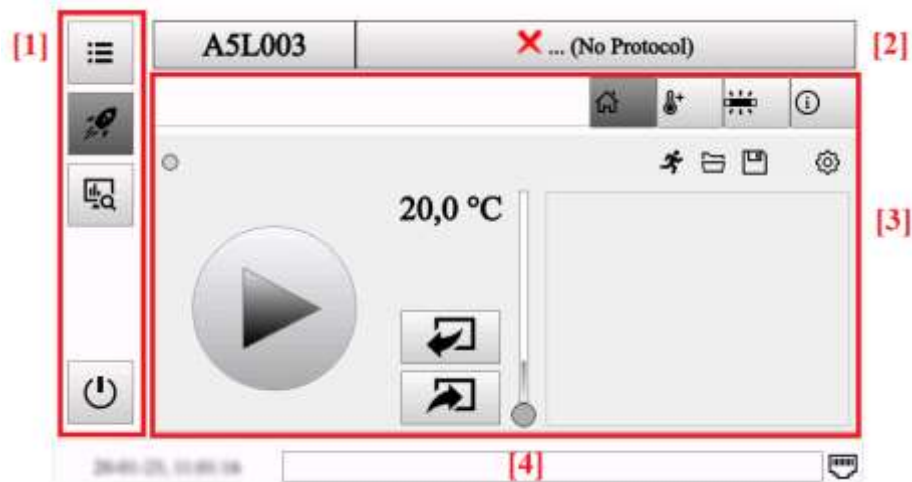 [1]
A5L003
... (No Protocol)
[2]
20,0 °C
[3]
[4]